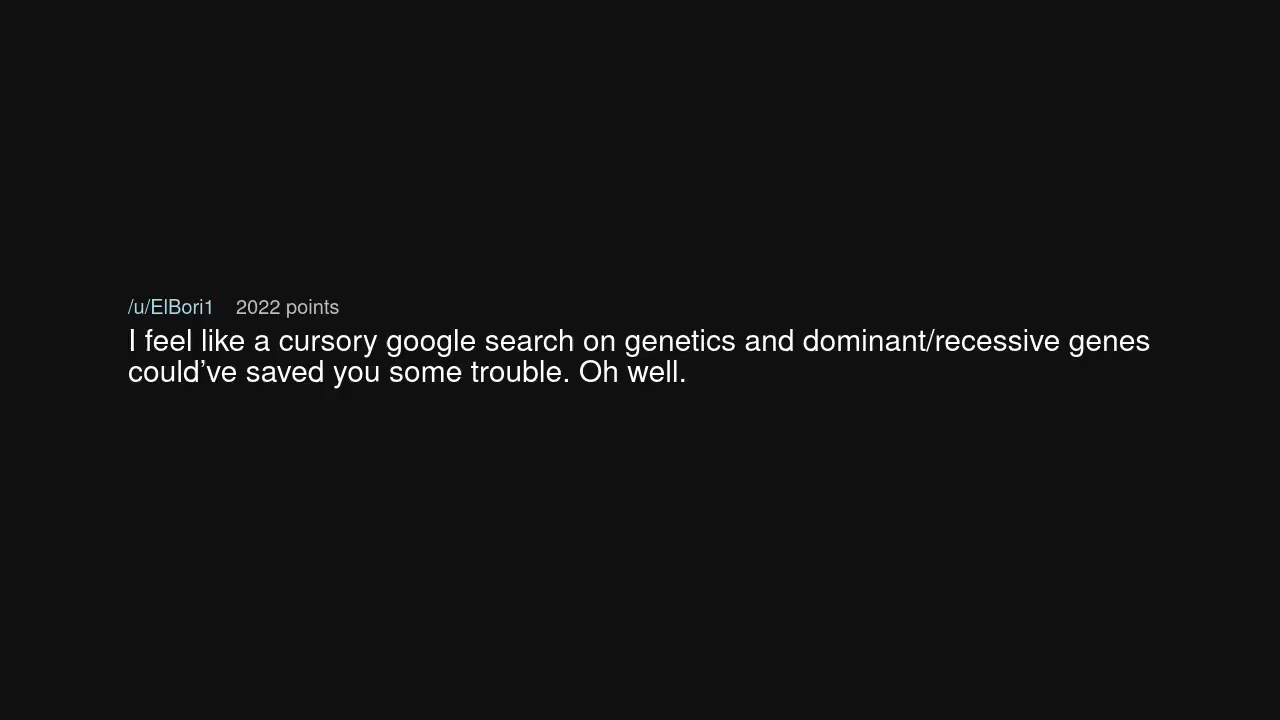 /u/ElBori1 2022 points
I feel like a cursory google search on genetics and dominant/recessive genes
could’ve saved you some trouble. Oh well.